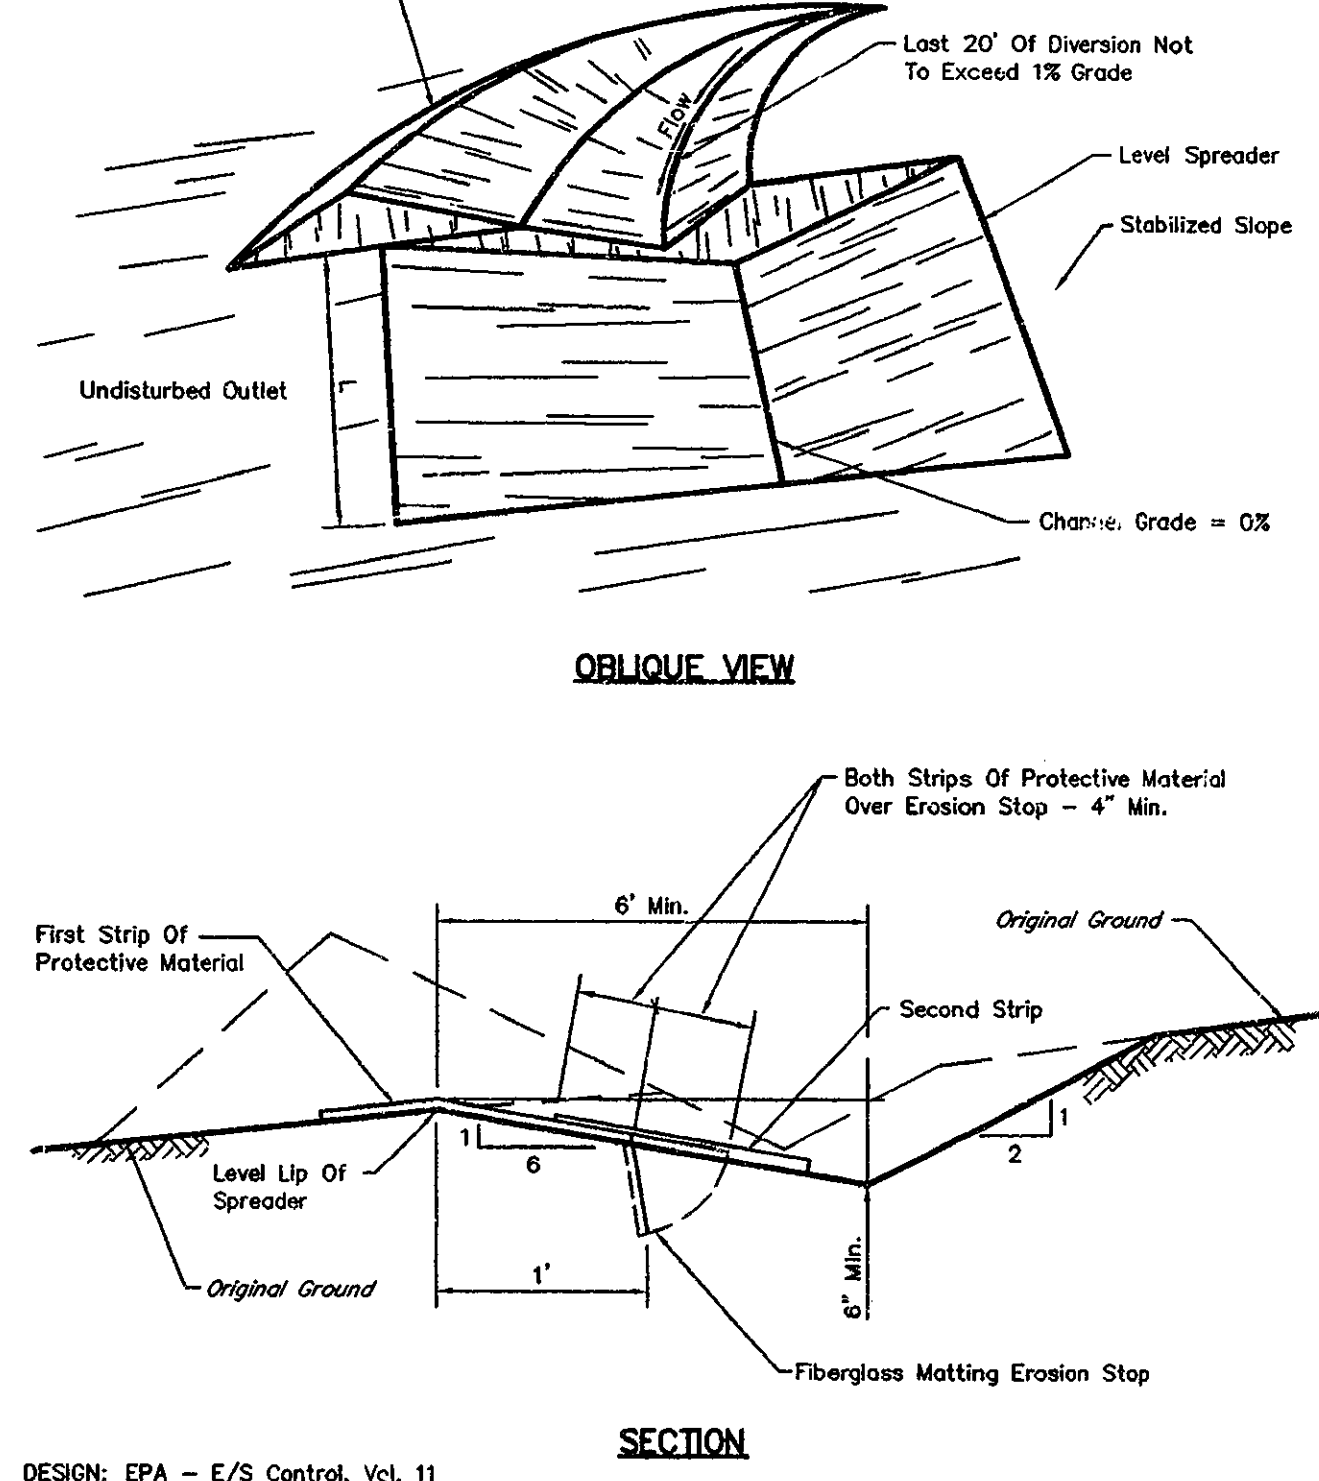 Last 20' Of Diversion Not
To Exceed 1% Grade
Flow
Level Spreader
Stabilized Slope
Undisturbed Outlet
Channel Grade = 0%
OBLIQUE VIEW
Both Strips Of Protective Material
Over Erosion Stop - 4" Min.
6' Min.
Original Ground
First Strip Of
Protective Material
Second Strip
1
6
1
2
Level Lip Of
Spreader
1'
6" Min.
Original Ground
Fiberglass Matting Erosion Stop
SECTION
DESIGN: EPA - E/S Control, Vol. 11